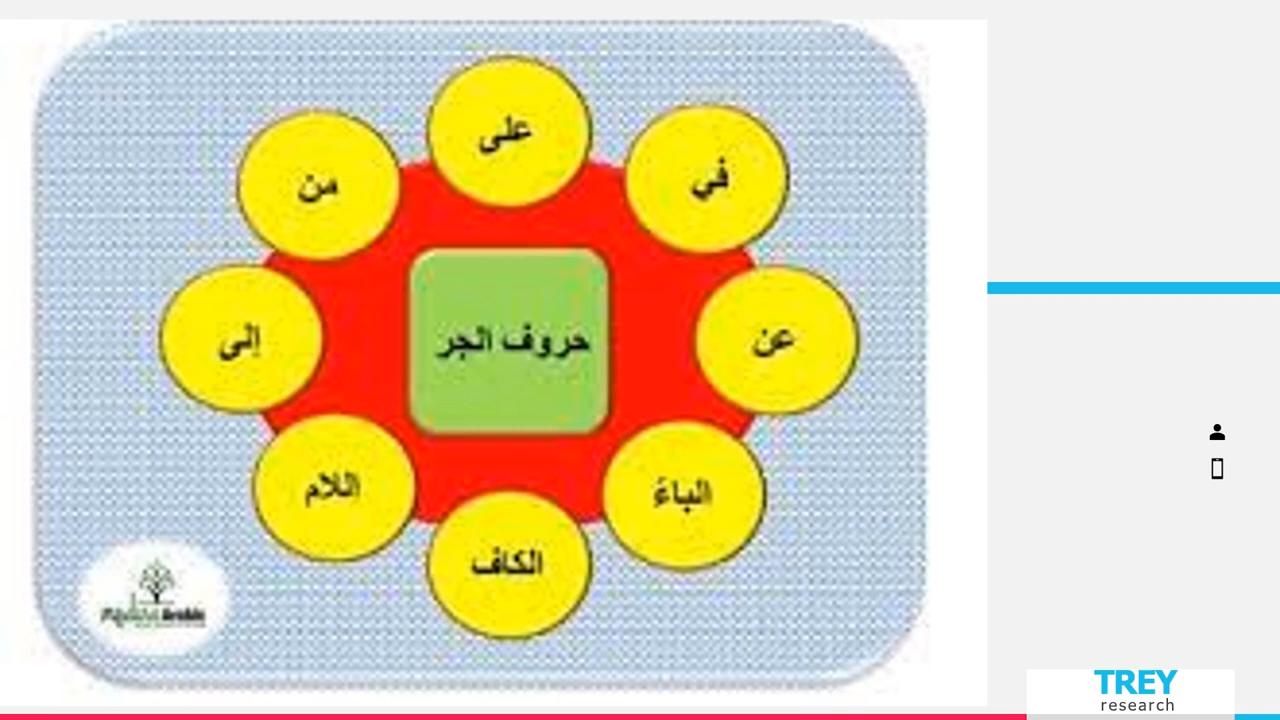 على
في
من
عن
حروف الجر
إلى
الباء
اللام
الكاف
TREY
research